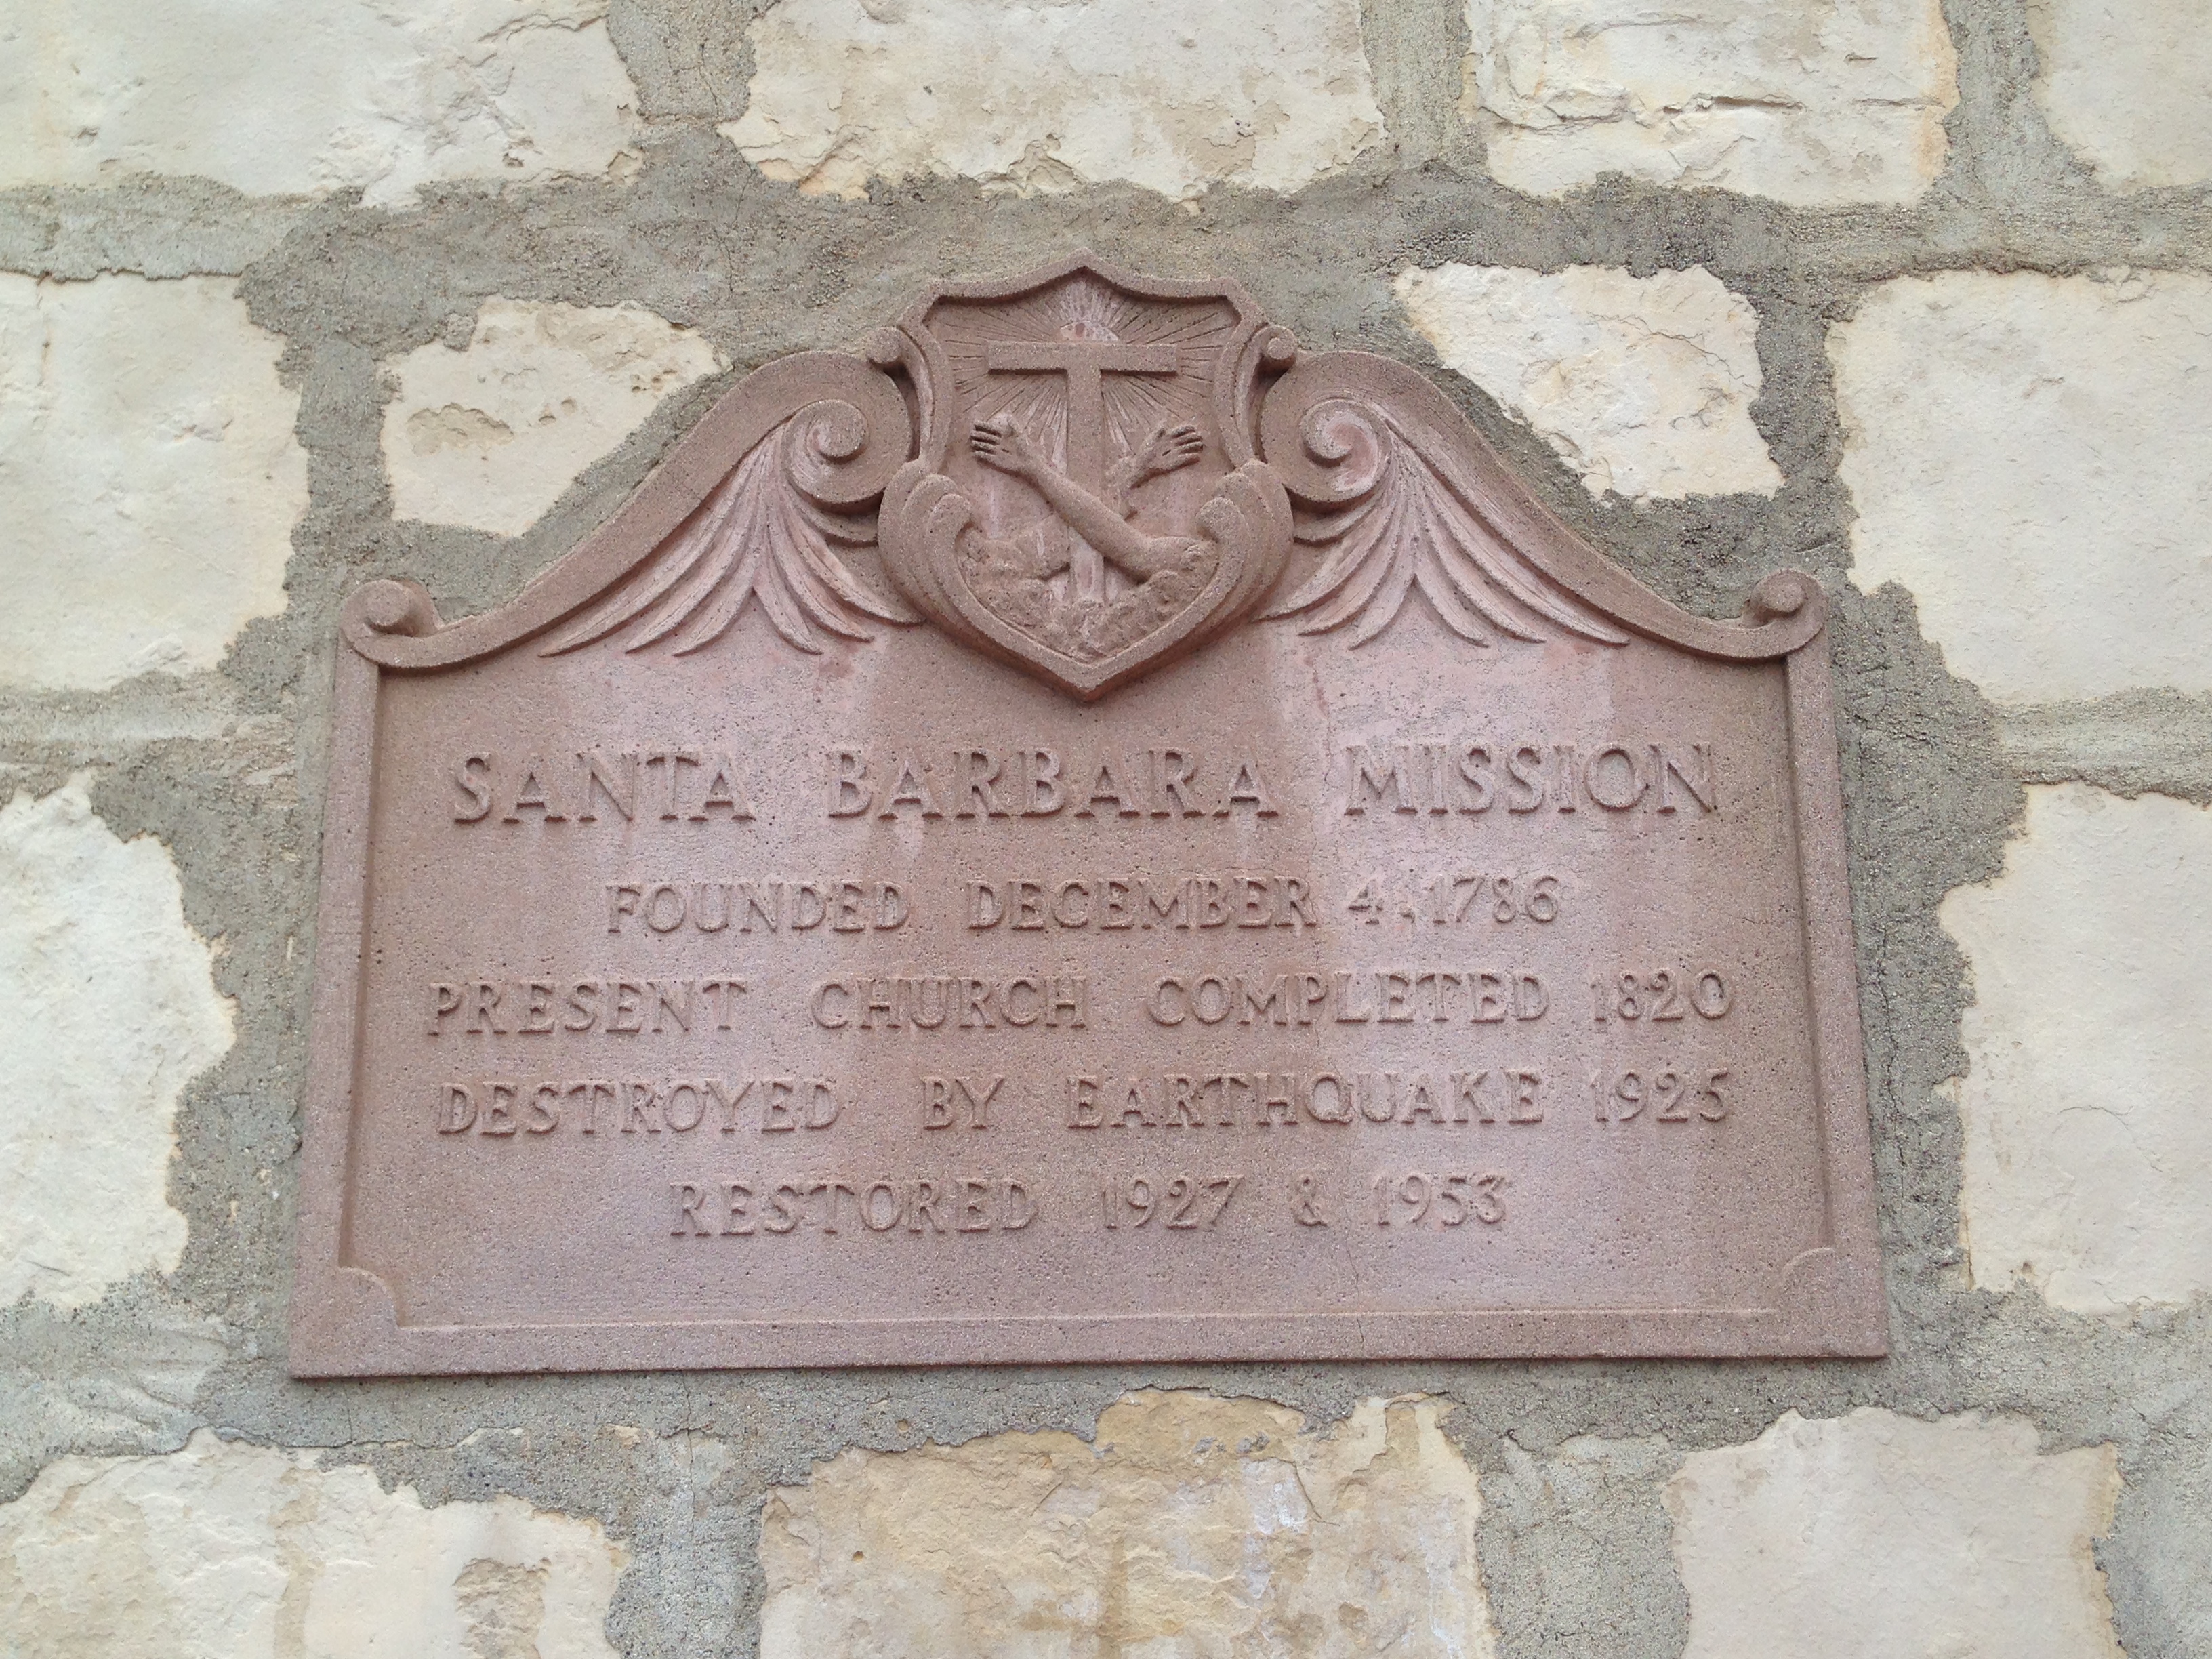 SANTA BARBARA MISSION
FOUNDED DECEMBER 4, 1786
PRESENT CHURCH COMPLETED 1820
DESTROYED BY EARTHQUAKE 1925
RESTORED 1927 & 1953